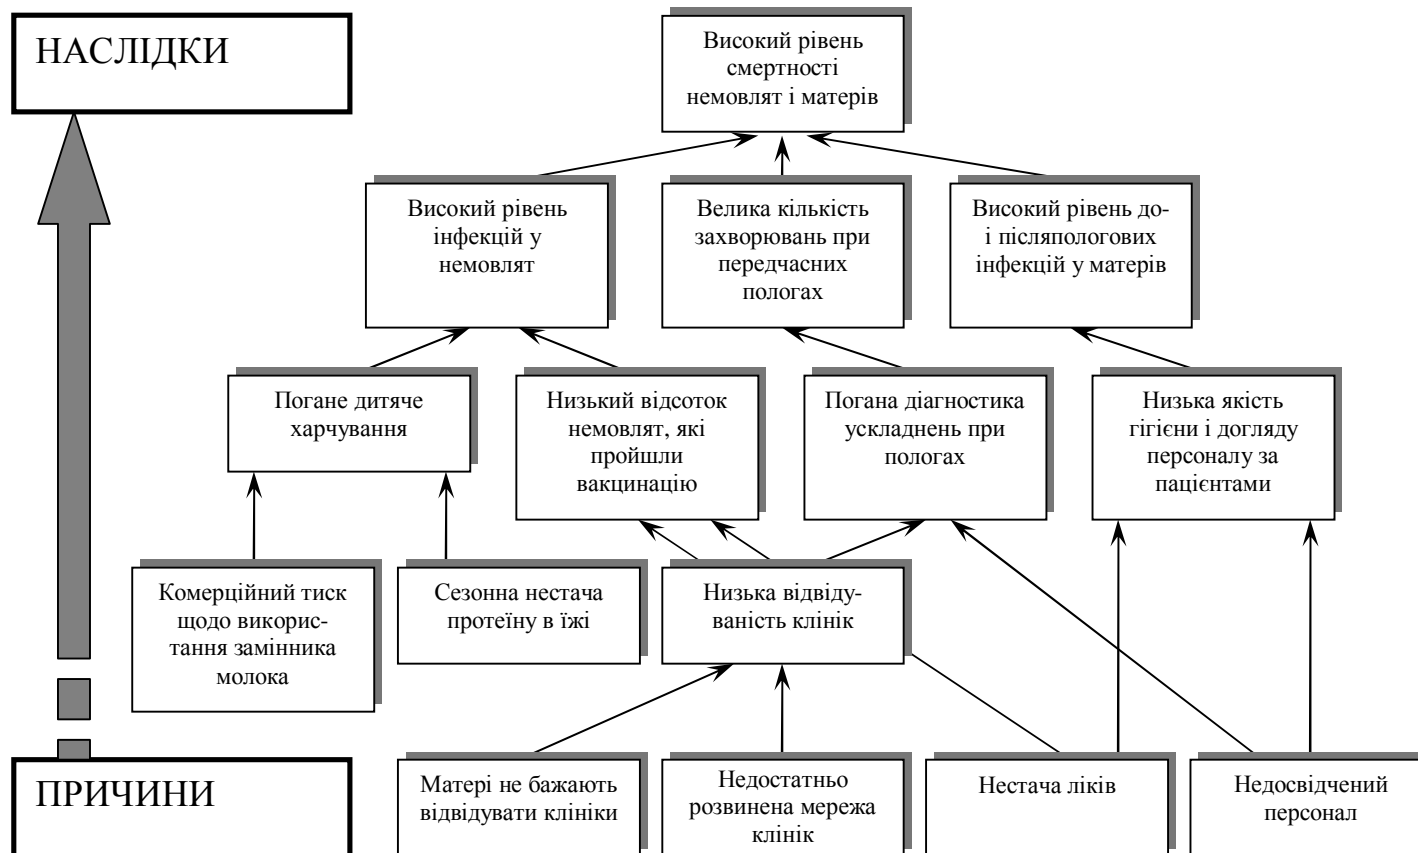 НАСЛІДКИ
Високий рівень
смертності
немовлят і матерів
Високий рівень
інфекцій у
немовлят
Велика кількість
захворювань при
передчасних
пологах
Високий рівень до-
і післяпологових
інфекцій у матерів
Погане дитяче
харчування
Низький відсоток
немовлят, які
пройшли
вакцинацію
Погана діагностика
ускладнень при
пологах
Низька якість
гігієни і догляду
персоналу за
пацієнтами
Комерційний тиск
щодо викорис-
тання замінника
молока
Сезонна нестача
протеїну в їжі
Низька відвіду-
ваність клінік
ПРИЧИНИ
Матері не бажають
відвідувати клініки
Недостатньо
розвинена мережа
клінік
Нестача ліків
Недосвідчений
персонал